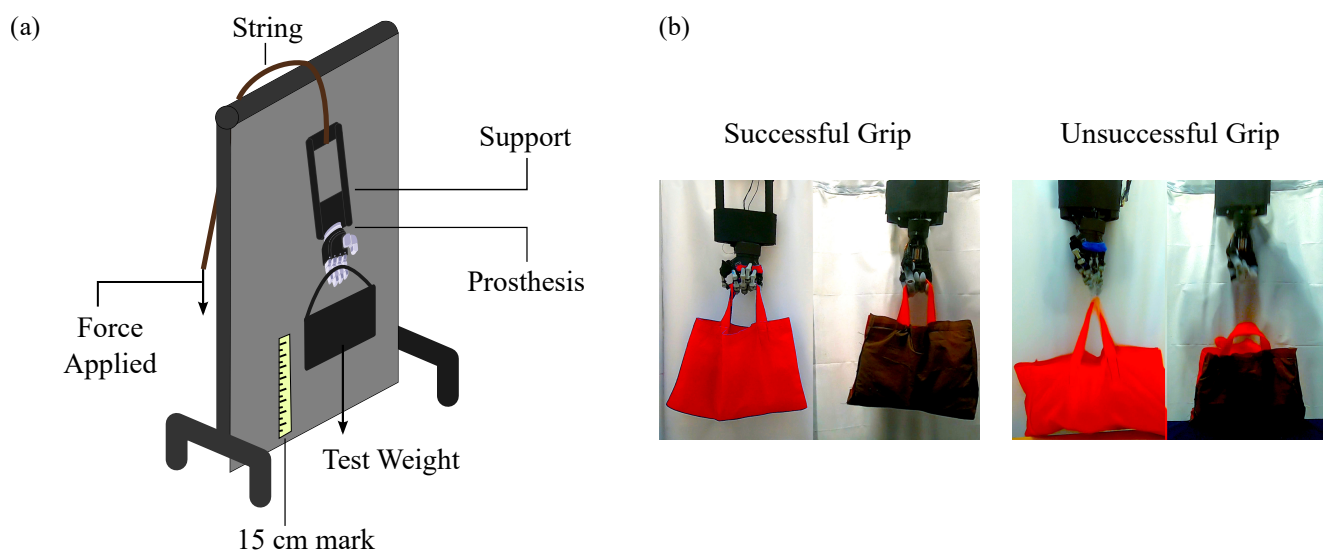 (a)
String
Support
Prosthesis
Force
Applied
Test Weight
15 cm mark
(b)
Successful Grip
Unsuccessful Grip